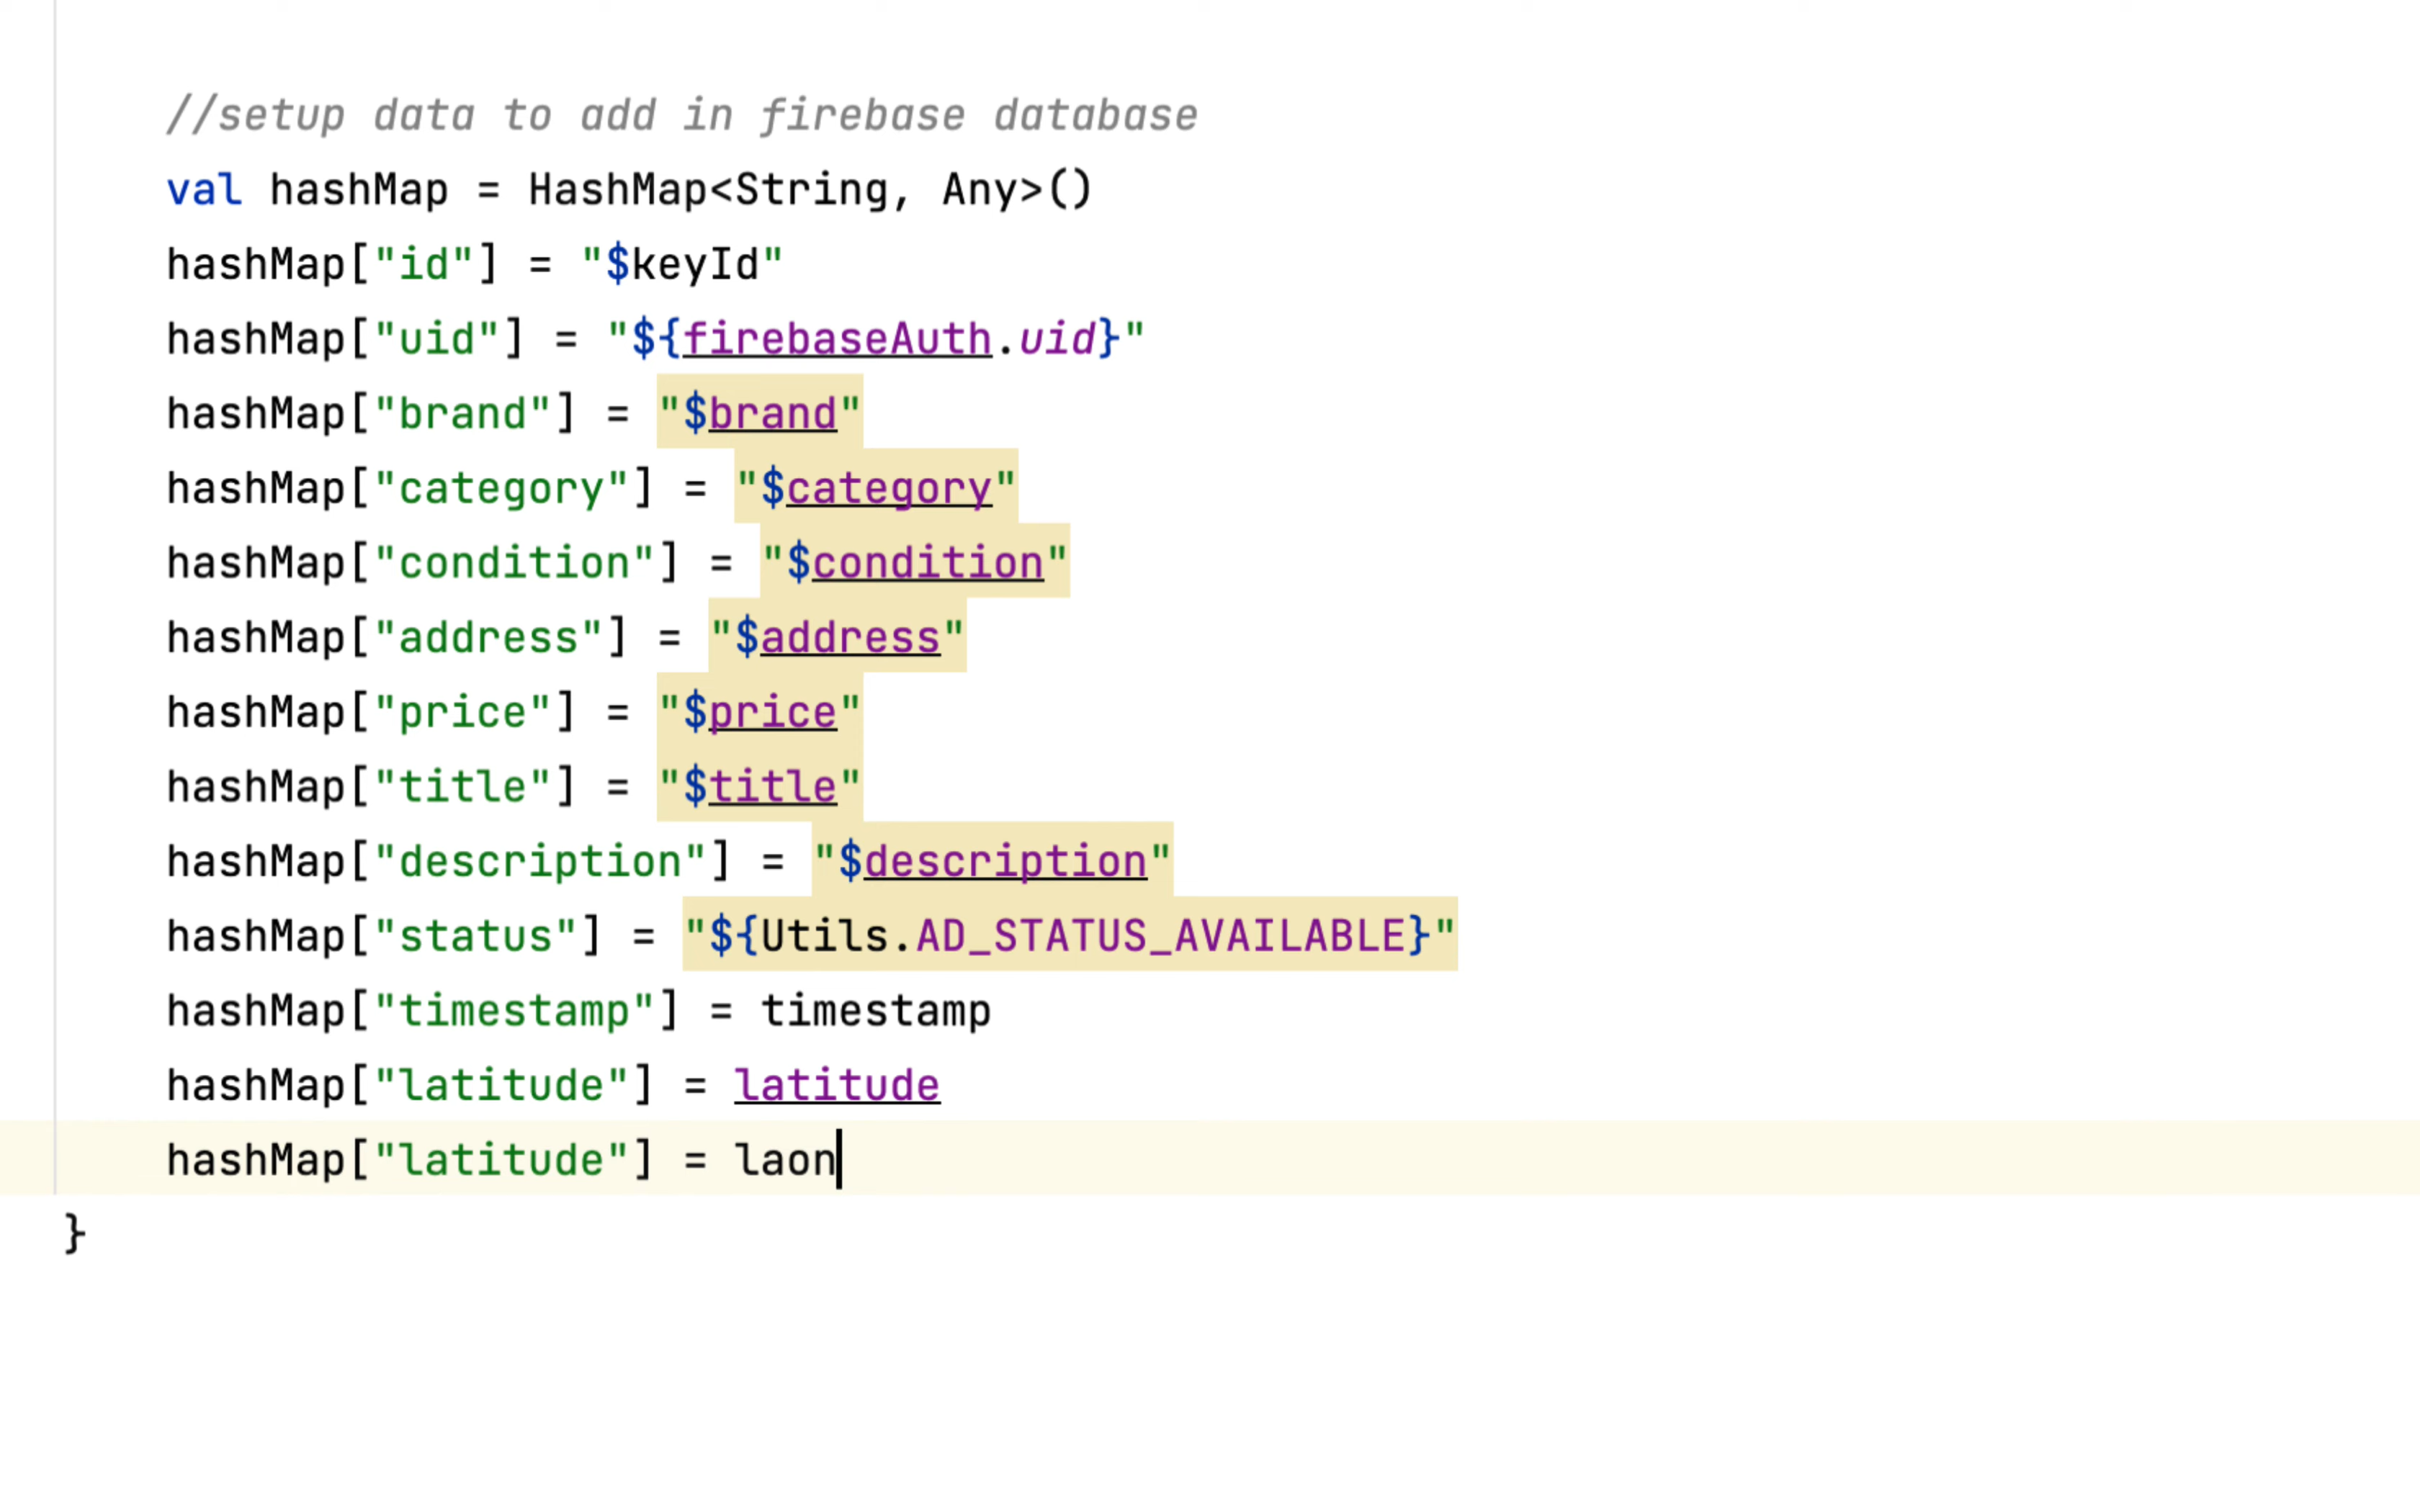 //setup data to add in firebase database
val hashMap = HashMap<String, Any>()
hashMap["id"] = "$keyId"
hashMap["uid"] = "${firebaseAuth.uid}"
hashMap["brand"] = "$brand"
hashMap["category"] = "$category"
hashMap["condition"] = "$condition"
hashMap["address"] = "$address"
hashMap["price"] = "$price"
hashMap["title"] = "$title"
hashMap["description"] = "$description"
hashMap["status"] = "${Utils.AD_STATUS_AVAILABLE}"
hashMap["timestamp"] = timestamp
hashMap["latitude"] = latitude
hashMap["latitude"] = laon
}